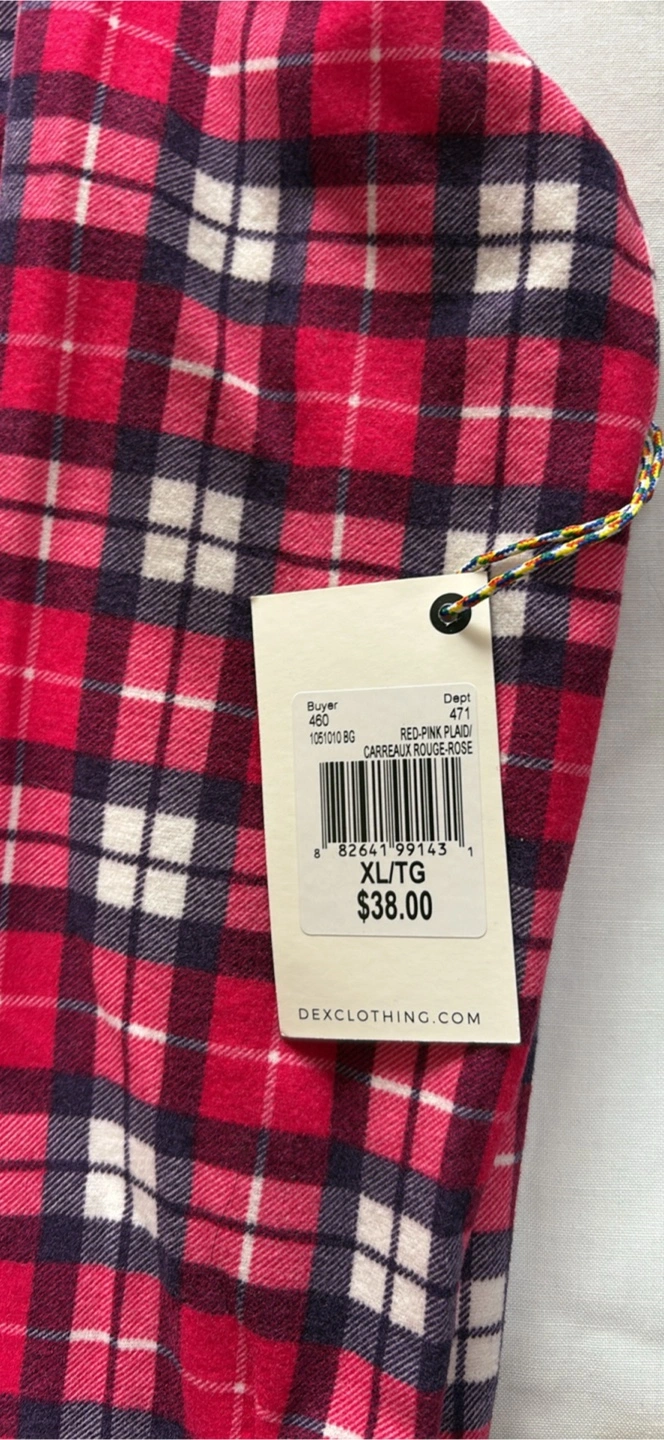 Buyer Dept
460 471
1051010 BG RED-PINK PLAID/
CARREAUX ROUGE-ROSE
8 82641 99143 1
XL/TG
$38.00
DEXCLOTHING.COM